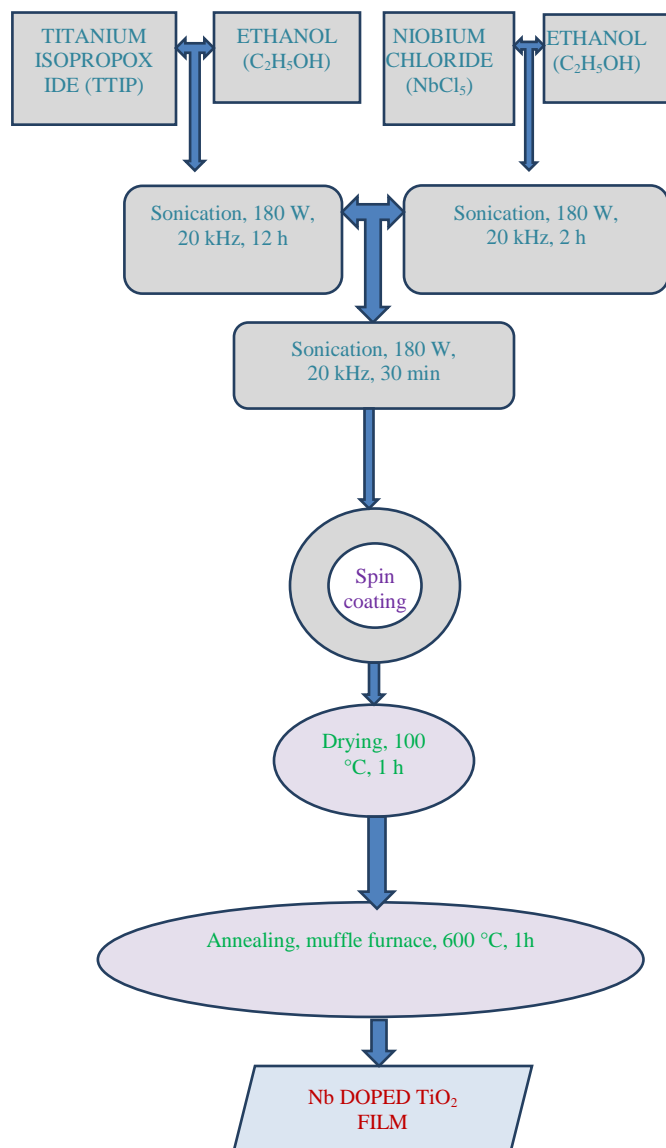 TITANIUM
ISOPROPOX
IDE (TTIP)
ETHANOL
(C₂H₅OH)
NIOBIUM
CHLORIDE
(NbCl₅)
ETHANOL
(C₂H₅OH)
Sonication, 180 W,
20 kHz, 12 h
Sonication, 180 W,
20 kHz, 2 h
Sonication, 180 W,
20 kHz, 30 min
Spin
coating
Drying, 100
°C, 1 h
Annealing, muffle furnace, 600 °C, 1h
Nb DOPED TiO₂
FILM